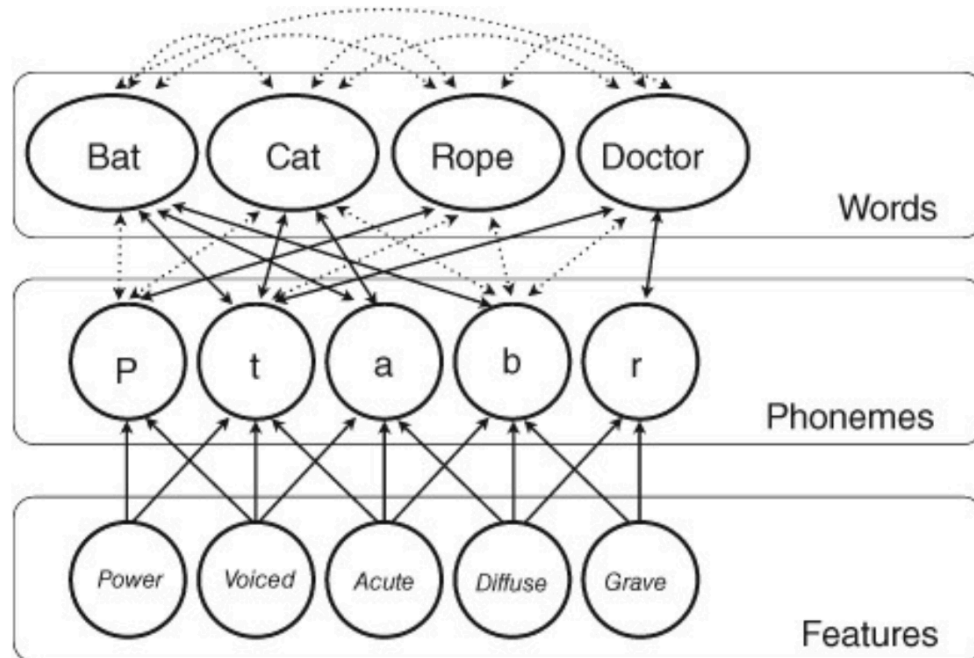 Bat Cat Rope Doctor
Words
P t a b r
Phonemes
Power Voiced Acute Diffuse Grave
Features